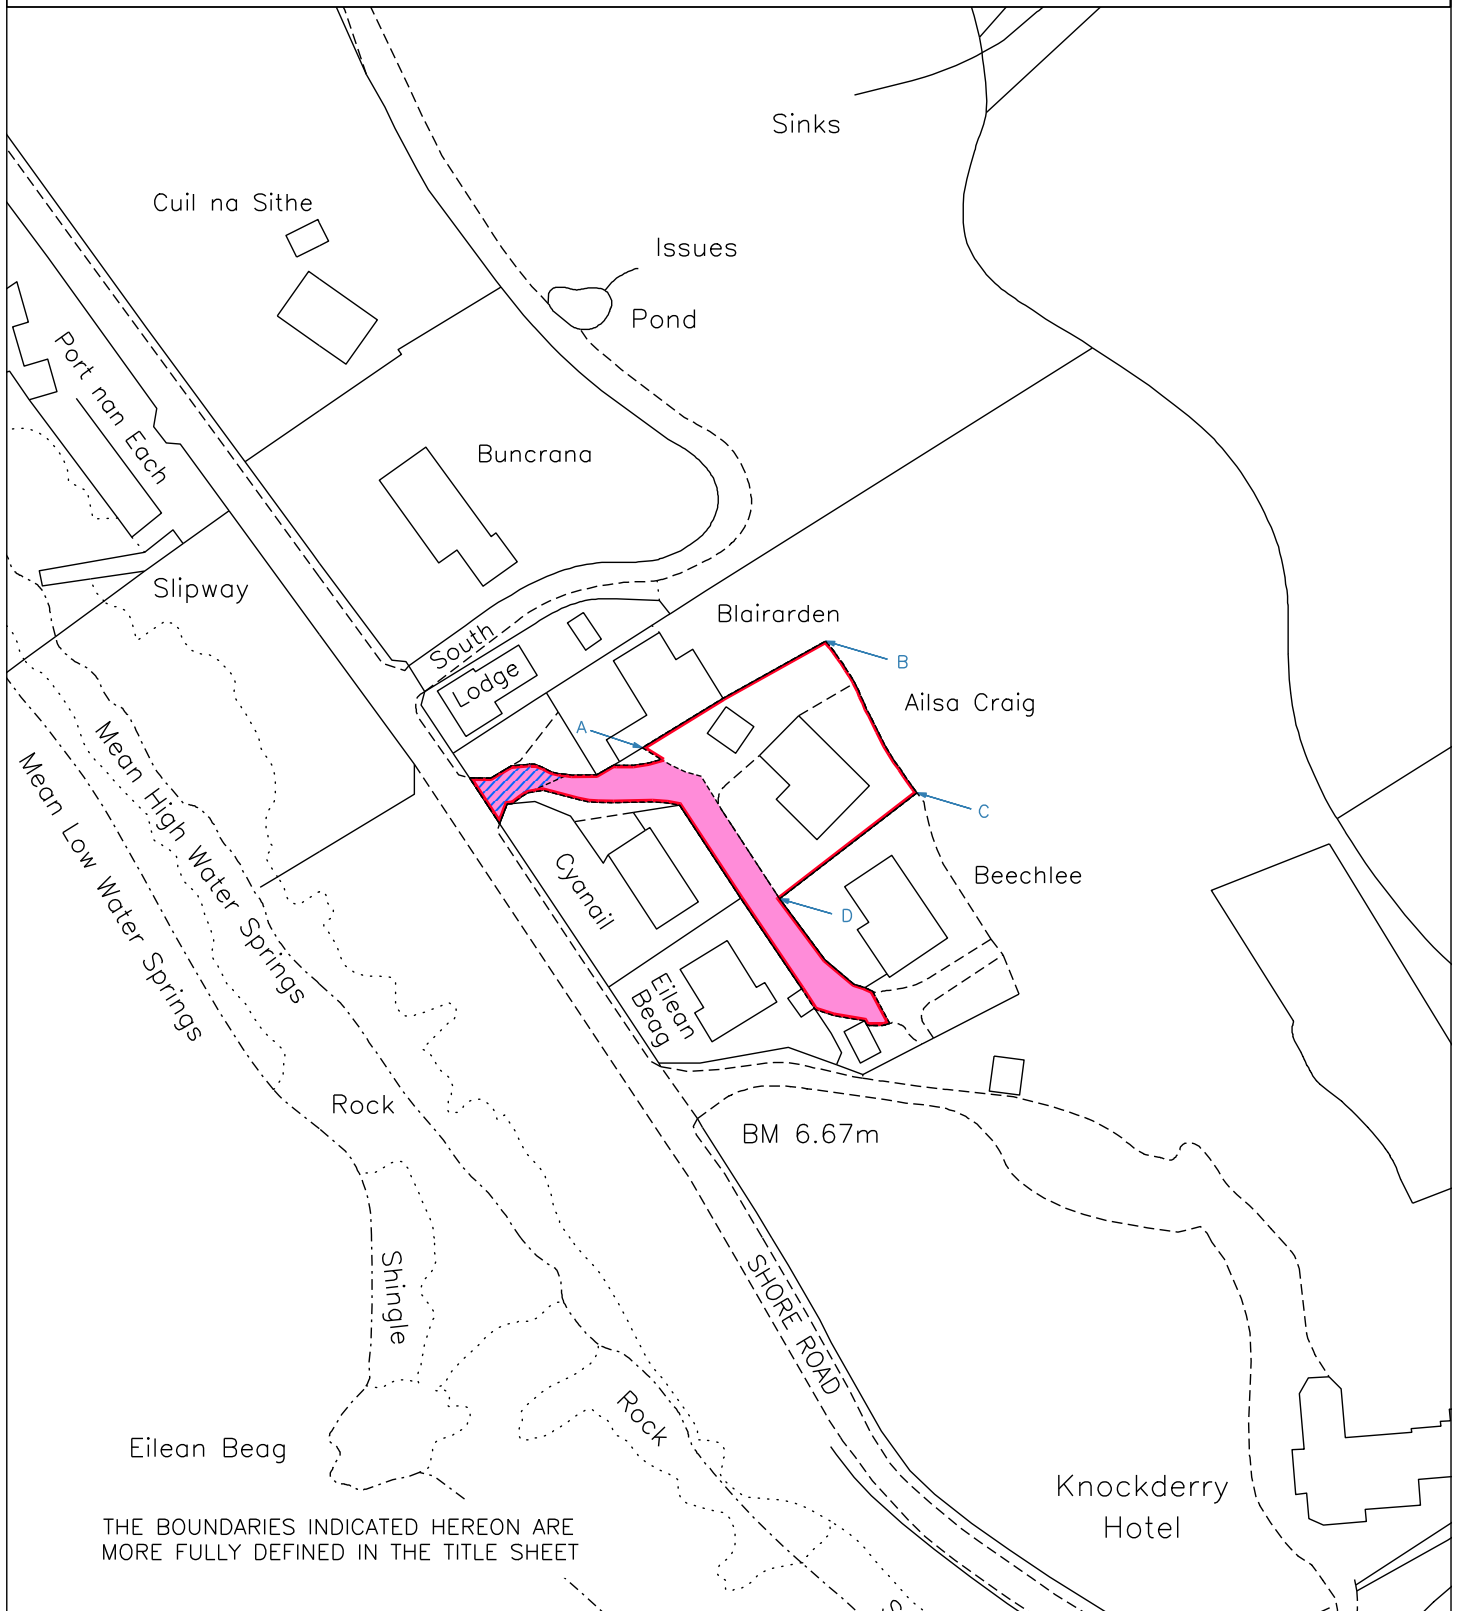 Sinks
Cuil na Sithe
Issues
Pond
Port nan Each
Buncrana
Slipway
South
Lodge
Blairarden
B
Ailsa Craig
A
C
Mean High Water Springs
Mean Low Water Springs
Cyanail
Beechlee
D
Eilean
Beag
Rock
BM 6.67m
Shingle
SHORE ROAD
Rock
Eilean Beag
Knockderry
Hotel
THE BOUNDARIES INDICATED HEREON ARE
MORE FULLY DEFINED IN THE TITLE SHEET